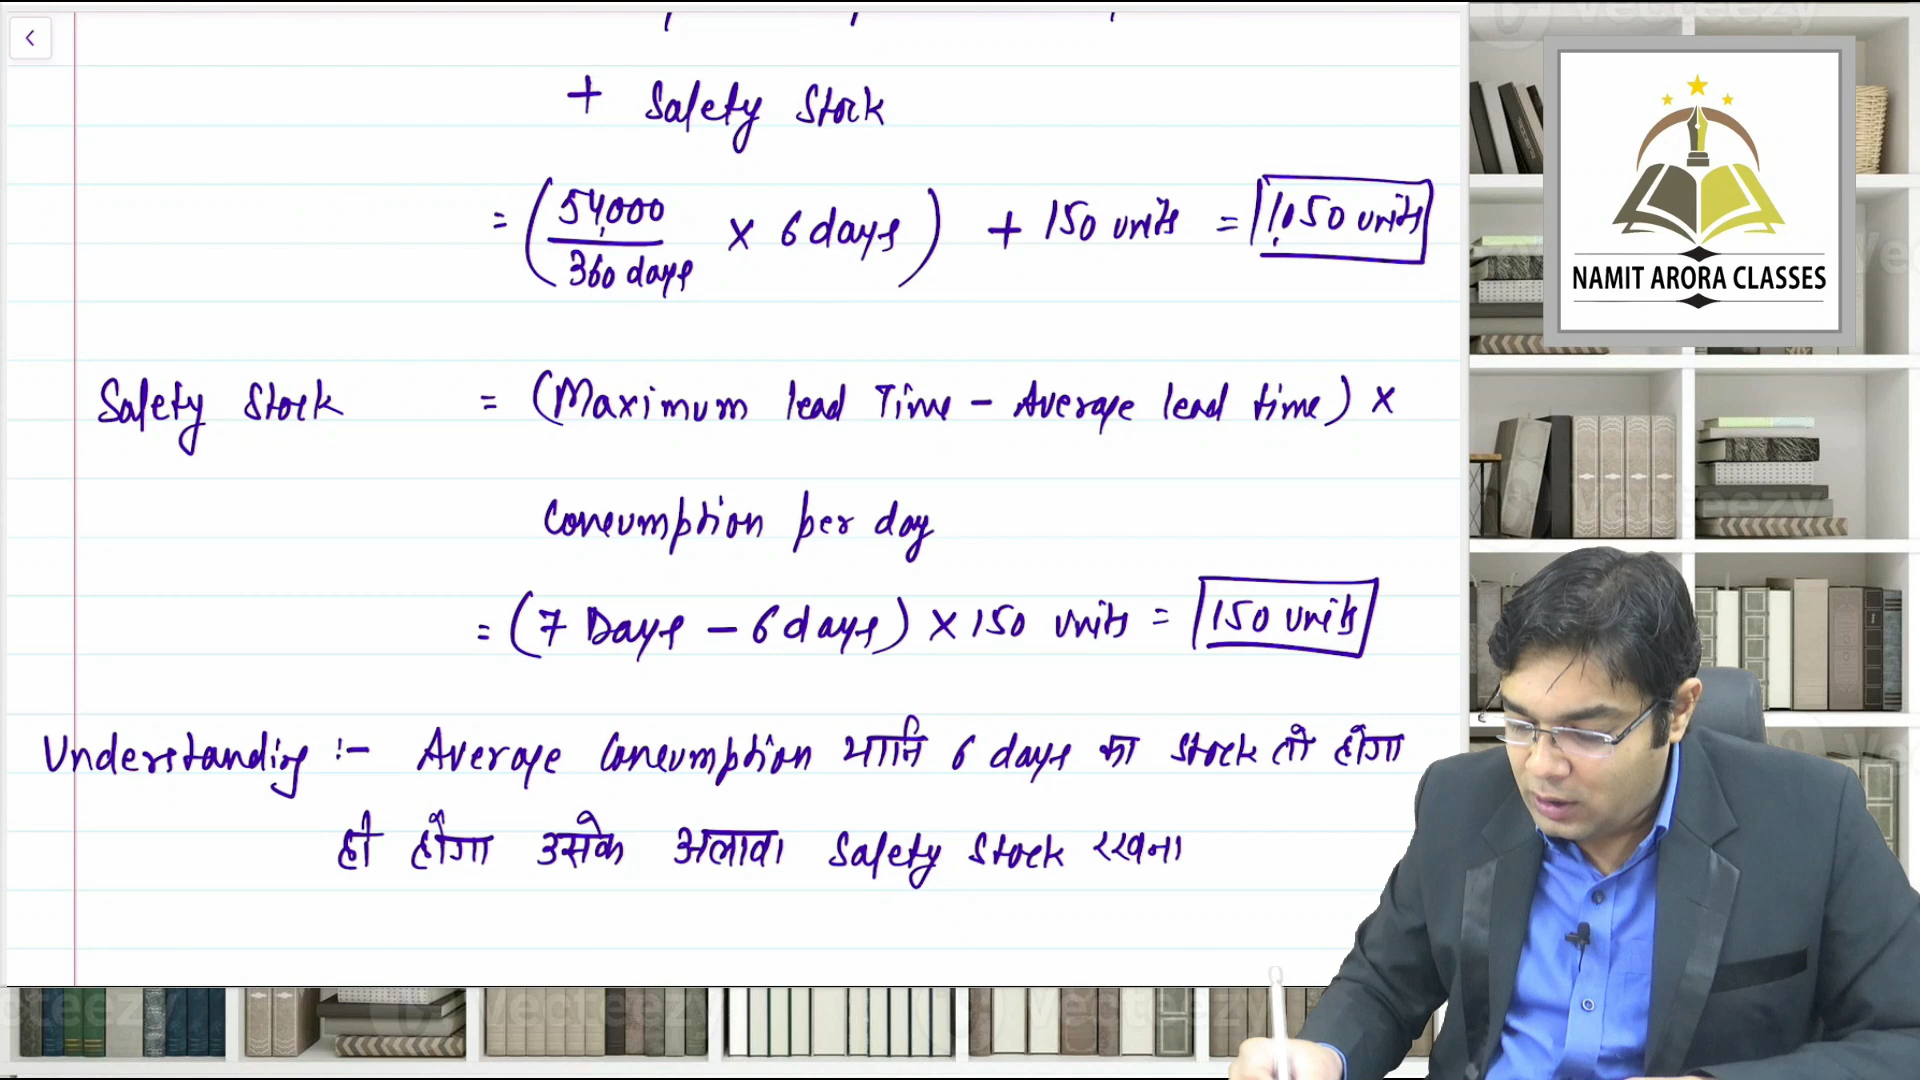 + Safety Stock
= (54,000 / 360 days × 6 days) + 150 units = 1,050 units
Safety Stock = (Maximum lead Time - Average lead time) ×
Consumption per day
= (7 Days - 6 days) × 150 units = 150 units
Understanding :- Average Consumption यानि 6 days का Stock तो होगा
ही होगा उसके अलावा Safety Stock रखना
NAMIT ARORA CLASSES
Vecteezy